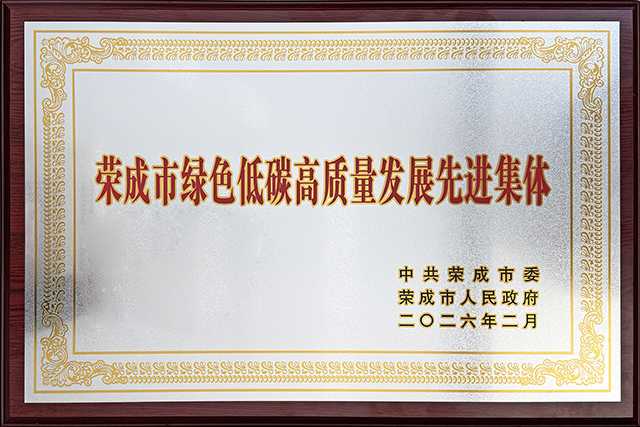 荣成市绿色低碳高质量发展先进集体
中共荣成市委
荣成市人民政府
二〇二六年二月